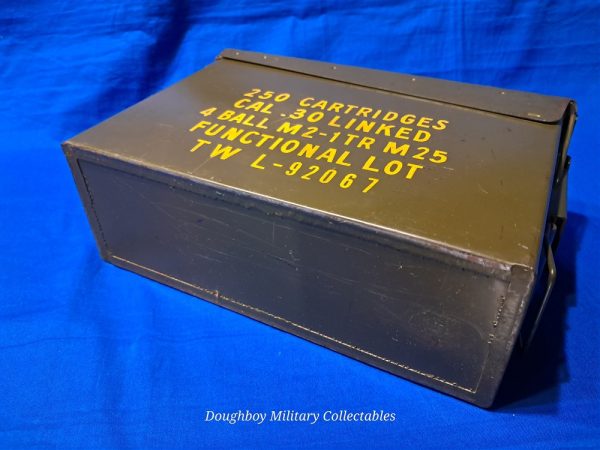 250 CARTRIDGES
CAL .30 LINKED
4 BALL M2-1TR M25
FUNCTIONAL LOT
TW L-92067
Doughboy Military Collectables